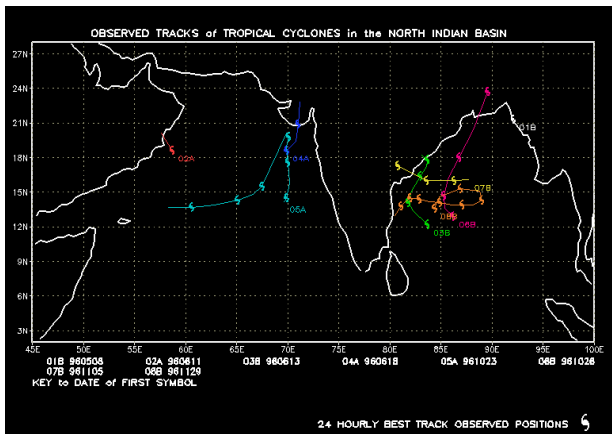 OBSERVED TRACKS of TROPICAL CYCLONES in the NORTH INDIAN BASIN
27N
24N
21N
18N
15N
12N
9N
6N
3N
01B
02A
04A
07B
05A
08B
06B
03B
45E 50E 55E 60E 65E 70E 75E 80E 85E 90E 95E 100E
01B 960508 02A 960611 03B 960613 04A 960618 05A 961023 06B 961026
07B 961105 08B 961129
KEY to DATE of FIRST SYMBOL
24 HOURLY BEST TRACK OBSERVED POSITIONS